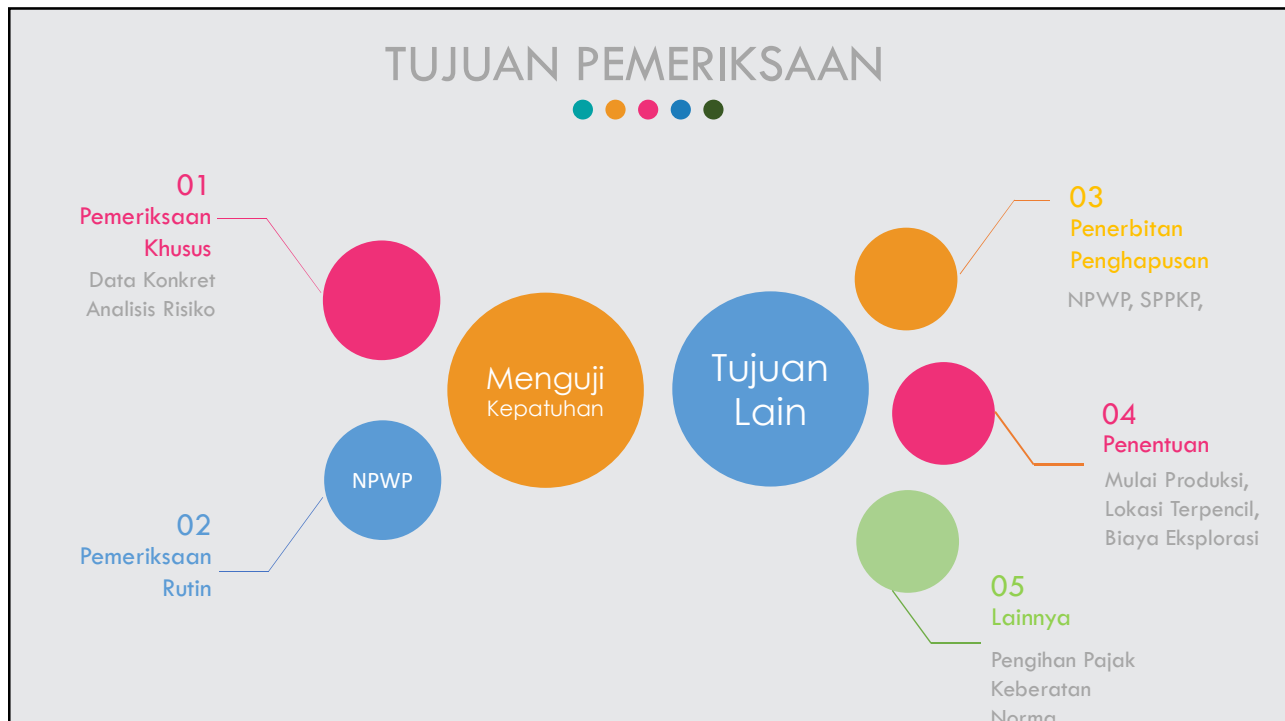 TUJUAN PEMERIKSAAN
01
Pemeriksaan
Khusus
Data Konkret
Analisis Risiko
Menguji
Kepatuhan
NPWP
02
Pemeriksaan
Rutin
Tujuan
Lain
03
Penerbitan
Penghapusan
NPWP, SPPKP,
04
Penentuan
Mulai Produksi,
Lokasi Terpencil,
Biaya Eksplorasi
05
Lainnya
Pengihan Pajak
Keberatan
Norma